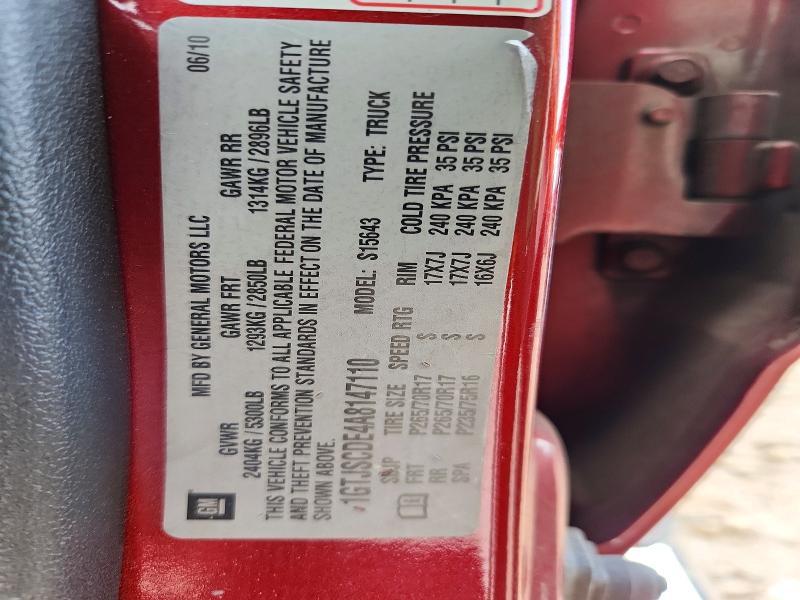 GM
MFD BY GENERAL MOTORS LLC 06/10
GVWR GAWR FRT GAWR RR
2404KG/5300LB 1293KG/2850LB 1314KG/2896LB
THIS VEHICLE CONFORMS TO ALL APPLICABLE FEDERAL MOTOR VEHICLE SAFETY
AND THEFT PREVENTION STANDARDS IN EFFECT ON THE DATE OF MANUFACTURE
SHOWN ABOVE.
1GTJSCDE4A8147110 MODEL: S15643 TYPE: TRUCK
TIRE SIZE SPEED RTG RIM COLD TIRE PRESSURE
FRT P265/70R17 S 17X7J 240 KPA 35 PSI
RR P265/70R17 S 17X7J 240 KPA 35 PSI
SPA P235/75R16 S 16X6J 240 KPA 35 PSI